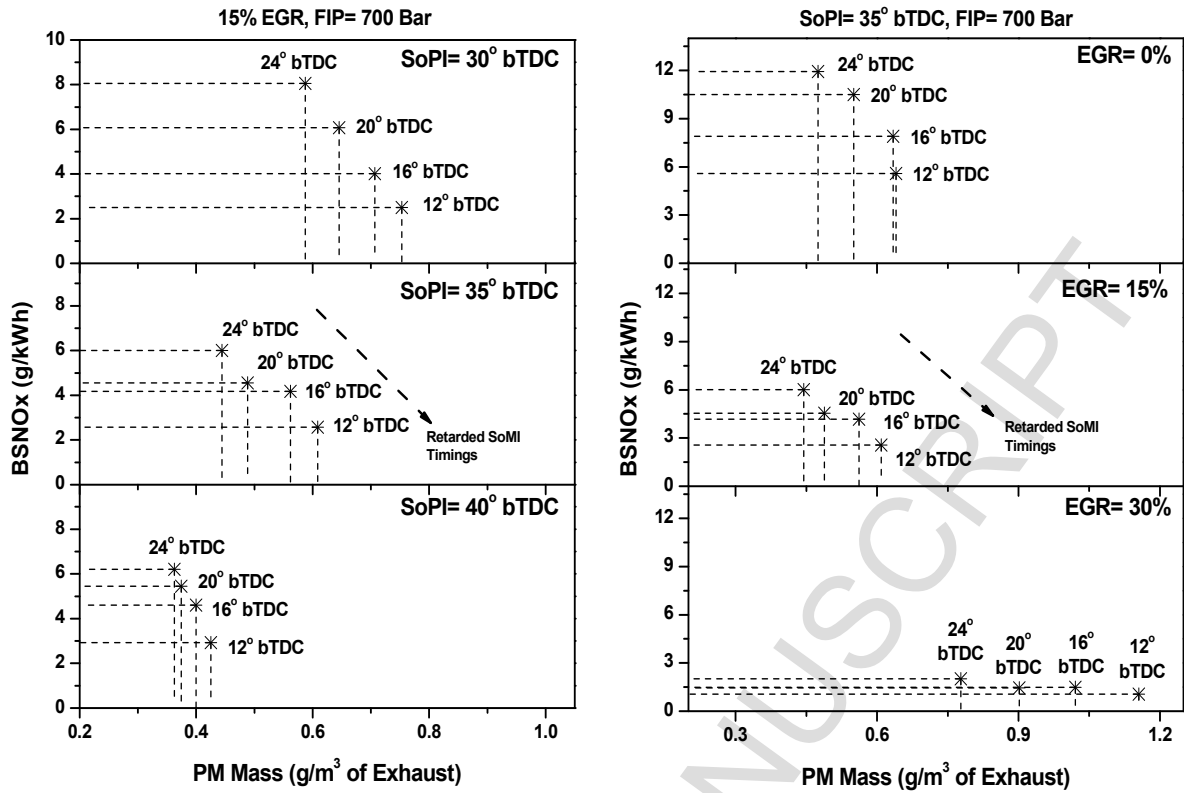 15% EGR, FIP= 700 Bar
SoPI= 30° bTDC
24° bTDC
20° bTDC
16° bTDC
12° bTDC
10
8
6
4
2
0
SoPI= 35° bTDC
24° bTDC
20° bTDC
16° bTDC
12° bTDC
Retarded SoMI
Timings
8
6
4
2
0
SoPI= 40° bTDC
24° bTDC
20° bTDC
16° bTDC
12° bTDC
8
6
4
2
0
BSNOx (g/kWh)
0.2 0.4 0.6 0.8 1.0
PM Mass (g/m³ of Exhaust)
SoPI= 35° bTDC, FIP= 700 Bar
EGR= 0%
24° bTDC
20° bTDC
16° bTDC
12° bTDC
12
9
6
3
0
EGR= 15%
24° bTDC
20° bTDC
16° bTDC
12° bTDC
Retarded SoMI
Timings
12
9
6
3
0
EGR= 30%
24° bTDC
20° bTDC
16° bTDC
12° bTDC
12
9
6
3
0
BSNOx (g/kWh)
0.3 0.6 0.9 1.2
PM Mass (g/m³ of Exhaust)
NUSCRIPT